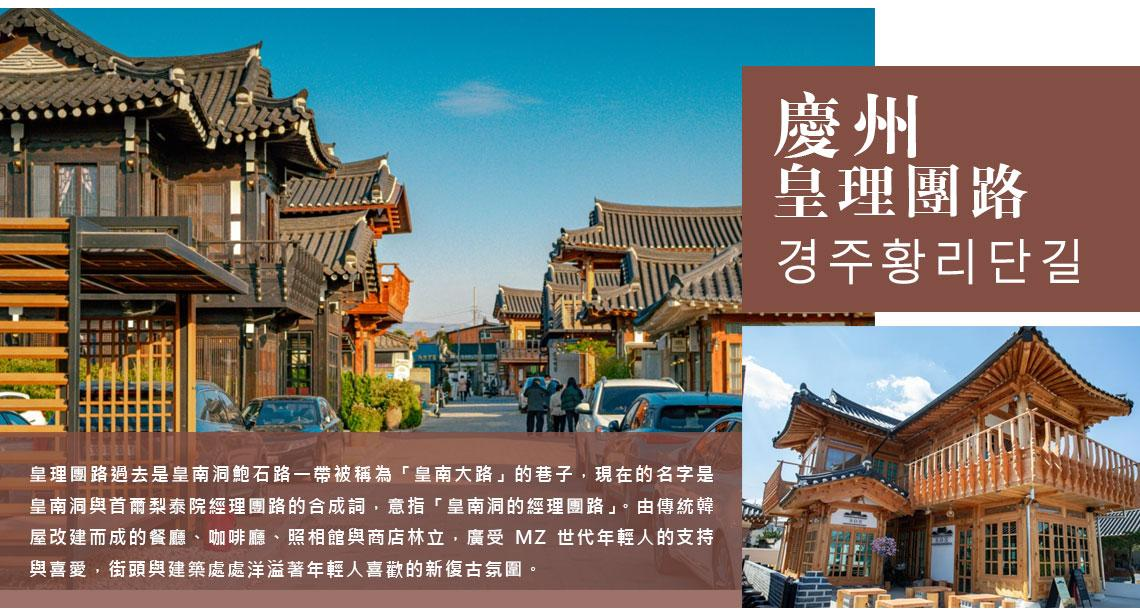 慶州
皇理團路
경주황리단길
皇理團路過去是皇南洞鮑石路一帶被稱為「皇南大路」的巷子，現在的名字是
皇南洞與首爾梨泰院經理團路的合成詞，意指「皇南洞的經理團路」。由傳統韓
屋改建而成的餐廳、咖啡廳、照相館與商店林立，廣受 MZ 世代年輕人的支持
與喜愛，街頭與建築處處洋溢著年輕人喜歡的新復古氛圍。